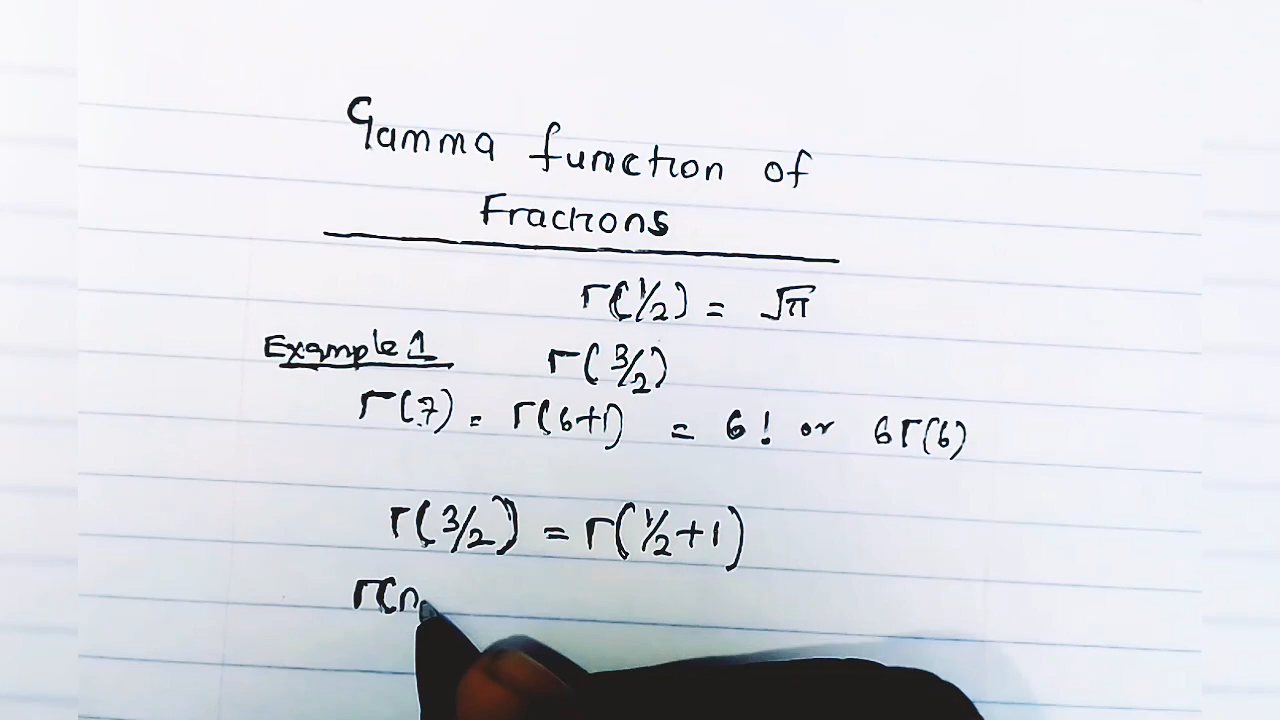 Gamma function of
Fractions
Γ(1/2) = √π
Example 1 Γ(3/2)
Γ(7) = Γ(6+1) = 6! or 6Γ(6)
Γ(3/2) = Γ(1/2+1)
Γ(n